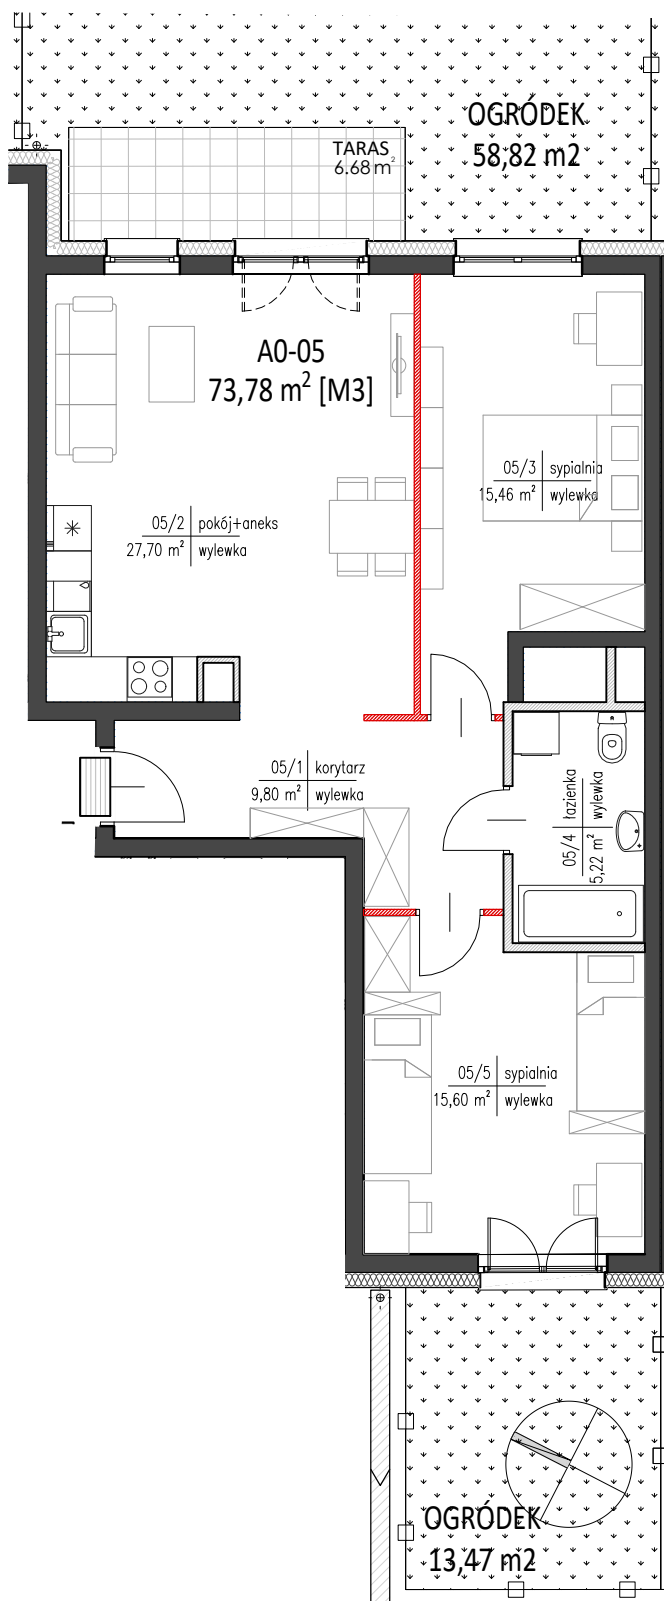 OGRÓDEK
58,82 m2
TARAS
6.68 m²
A0-05
73,78 m² [M3]
05/3 sypialnia
15,46 m² wylewka
05/2 pokój+aneks
27,70 m² wylewka
05/1 korytarz
9,80 m² wylewka
05/4 łazienka
5,22 m² wylewka
05/5 sypialnia
15,60 m² wylewka
OGRÓDEK
13,47 m2